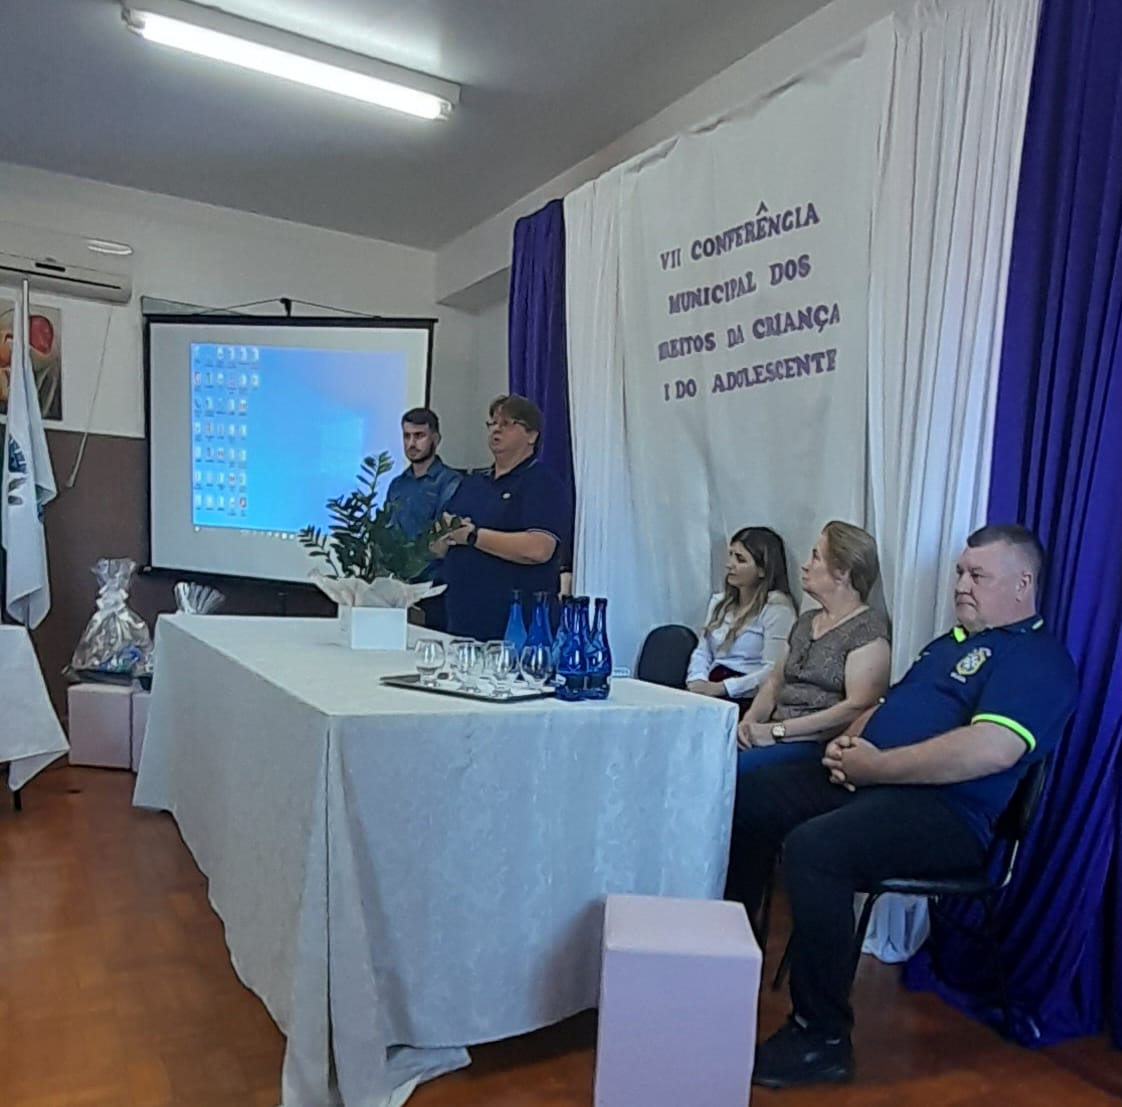 VII CONFERÊNCIA
MUNICIPAL DOS
DIREITOS DA CRIANÇA
E DO ADOLESCENTE